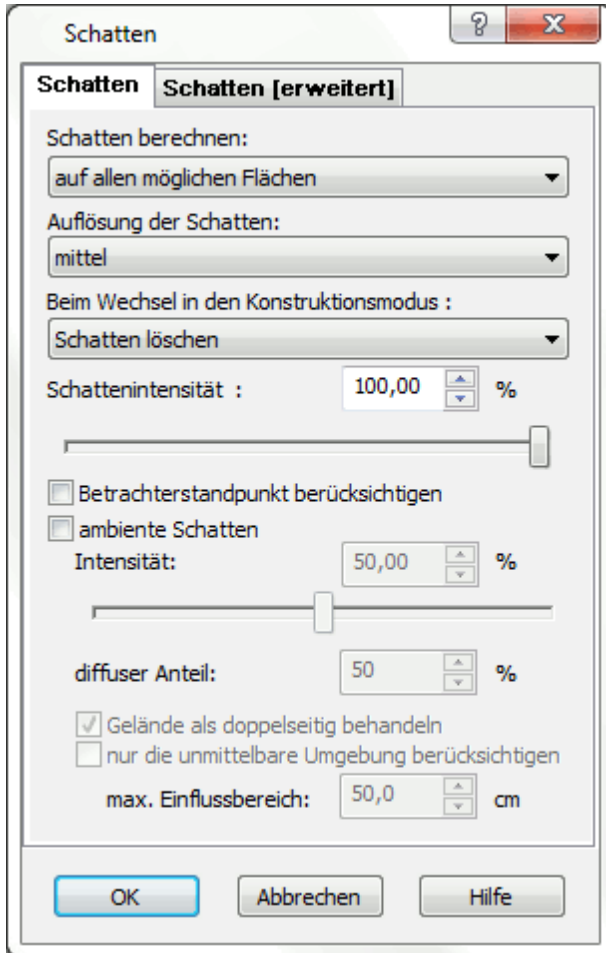 Schatten
Schatten Schatten [erweitert]
Schatten berechnen:
auf allen möglichen Flächen
Auflösung der Schatten:
mittel
Beim Wechsel in den Konstruktionsmodus :
Schatten löschen
Schattenintensität : 100,00 %
Betrachterstandpunkt berücksichtigen
ambiente Schatten
Intensität: 50,00 %
diffuser Anteil: 50 %
Gelände als doppelseitig behandeln
nur die unmittelbare Umgebung berücksichtigen
max. Einflussbereich: 50,0 cm
OK Abbrechen Hilfe